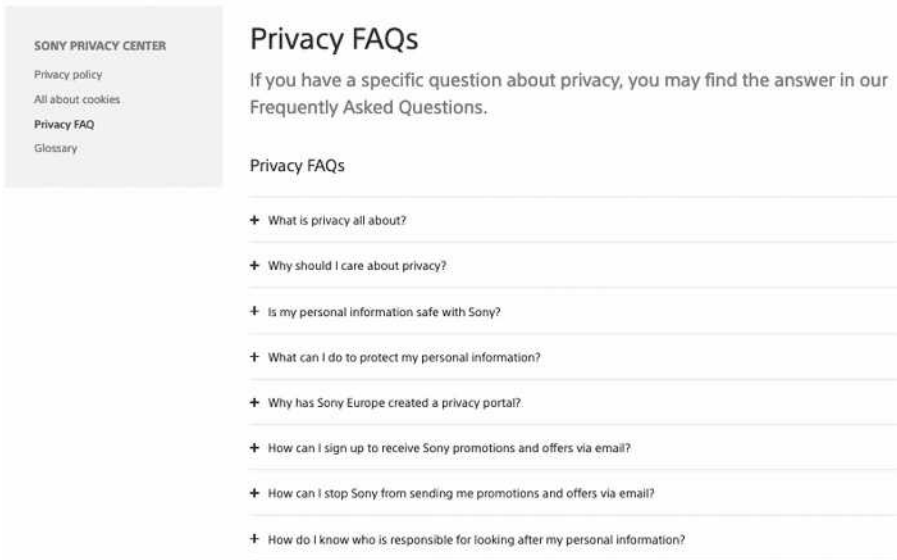 SONY PRIVACY CENTER
Privacy policy
All about cookies
Privacy FAQ
Glossary
Privacy FAQs
If you have a specific question about privacy, you may find the answer in our
Frequently Asked Questions.
Privacy FAQs
+ What is privacy all about?
+ Why should I care about privacy?
+ Is my personal information safe with Sony?
+ What can I do to protect my personal information?
+ Why has Sony Europe created a privacy portal?
+ How can I sign up to receive Sony promotions and offers via email?
+ How can I stop Sony from sending me promotions and offers via email?
+ How do I know who is responsible for looking after my personal information?